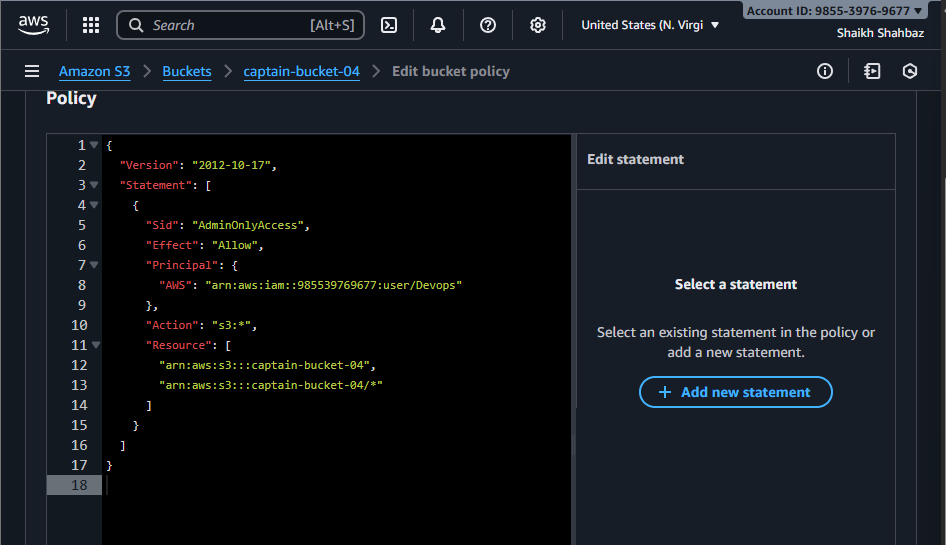 aws
Search [Alt+S]
United States (N. Virgi
Account ID: 9855-3976-9677
Shaikh Shahbaz
Amazon S3 > Buckets > captain-bucket-04 > Edit bucket policy
Policy
1 {
2 "Version": "2012-10-17",
3 "Statement": [
4 {
5 "Sid": "AdminOnlyAccess",
6 "Effect": "Allow",
7 "Principal": {
8 "AWS": "arn:aws:iam::985539769677:user/Devops"
9 },
10 "Action": "s3:*",
11 "Resource": [
12 "arn:aws:s3:::captain-bucket-04",
13 "arn:aws:s3:::captain-bucket-04/*"
14 ]
15 }
16 ]
17 }
18
Edit statement
Select a statement
Select an existing statement in the policy or
add a new statement.
+ Add new statement